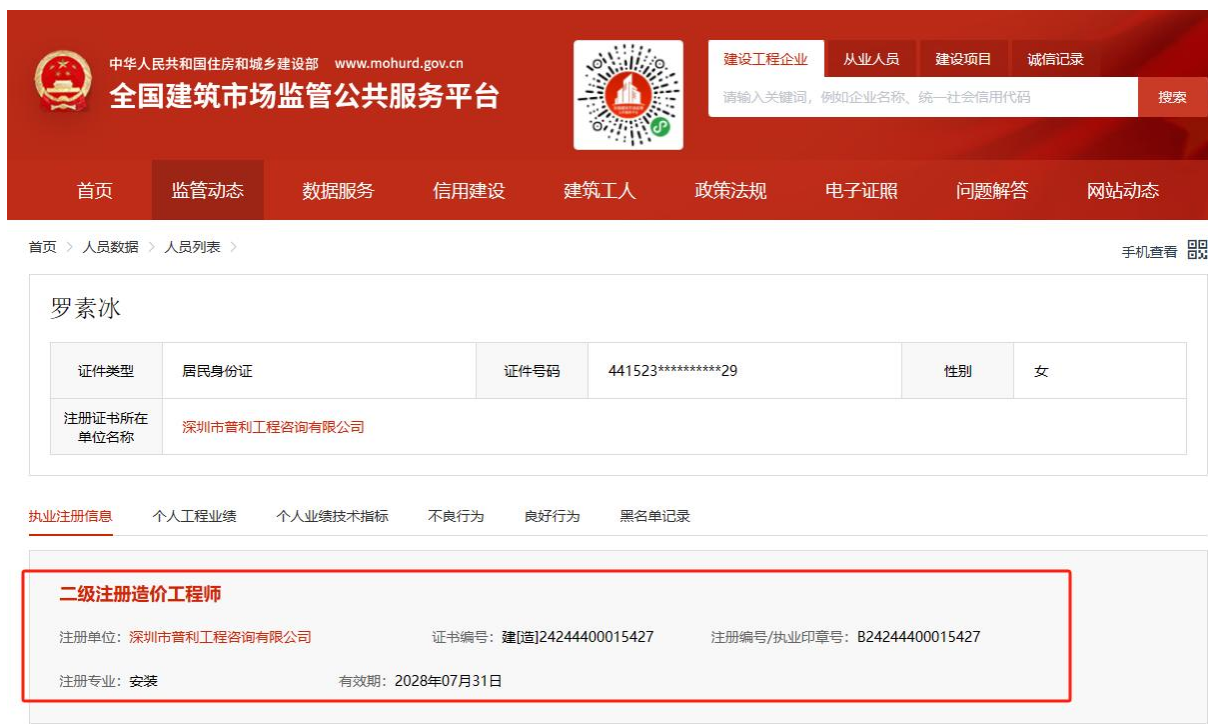 中华人民共和国住房和城乡建设部 www.mohurd.gov.cn
全国建筑市场监管公共服务平台
建设工程企业 从业人员 建设项目 诚信记录
请输入关键词，例如企业名称、统一社会信用代码 搜索
首页 监管动态 数据服务 信用建设 建筑工人 政策法规 电子证照 问题解答 网站动态
首页 > 人员数据 > 人员列表 >
手机查看
罗素冰
证件类型 居民身份证 证件号码 441523**********29 性别 女
注册证书所在
单位名称
深圳市普利工程咨询有限公司
执业注册信息 个人工程业绩 个人业绩技术指标 不良行为 良好行为 黑名单记录
二级注册造价工程师
注册单位：深圳市普利工程咨询有限公司 证书编号：建[造]24244400015427 注册编号/执业印章号：B24244400015427
注册专业：安装 有效期：2028年07月31日